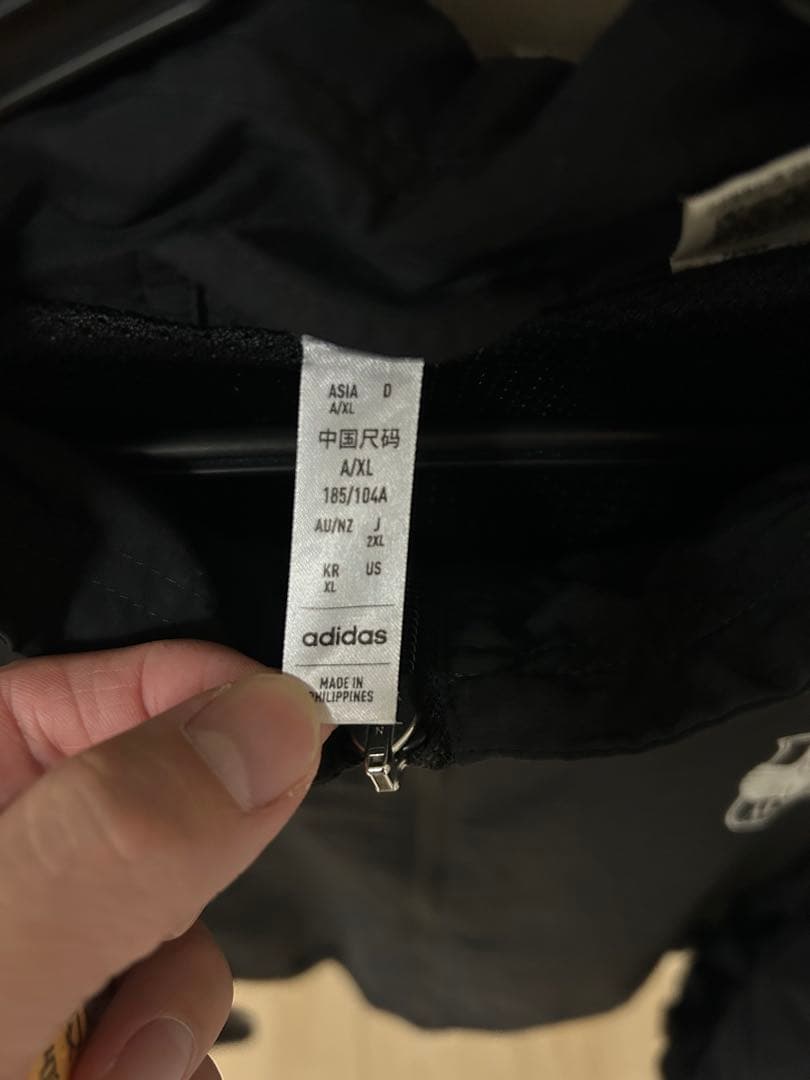 ASIA D
A/XL
中国尺码
A/XL
185/104A
AU/NZ J
2XL
KR US
XL
adidas
MADE IN
PHILIPPINES